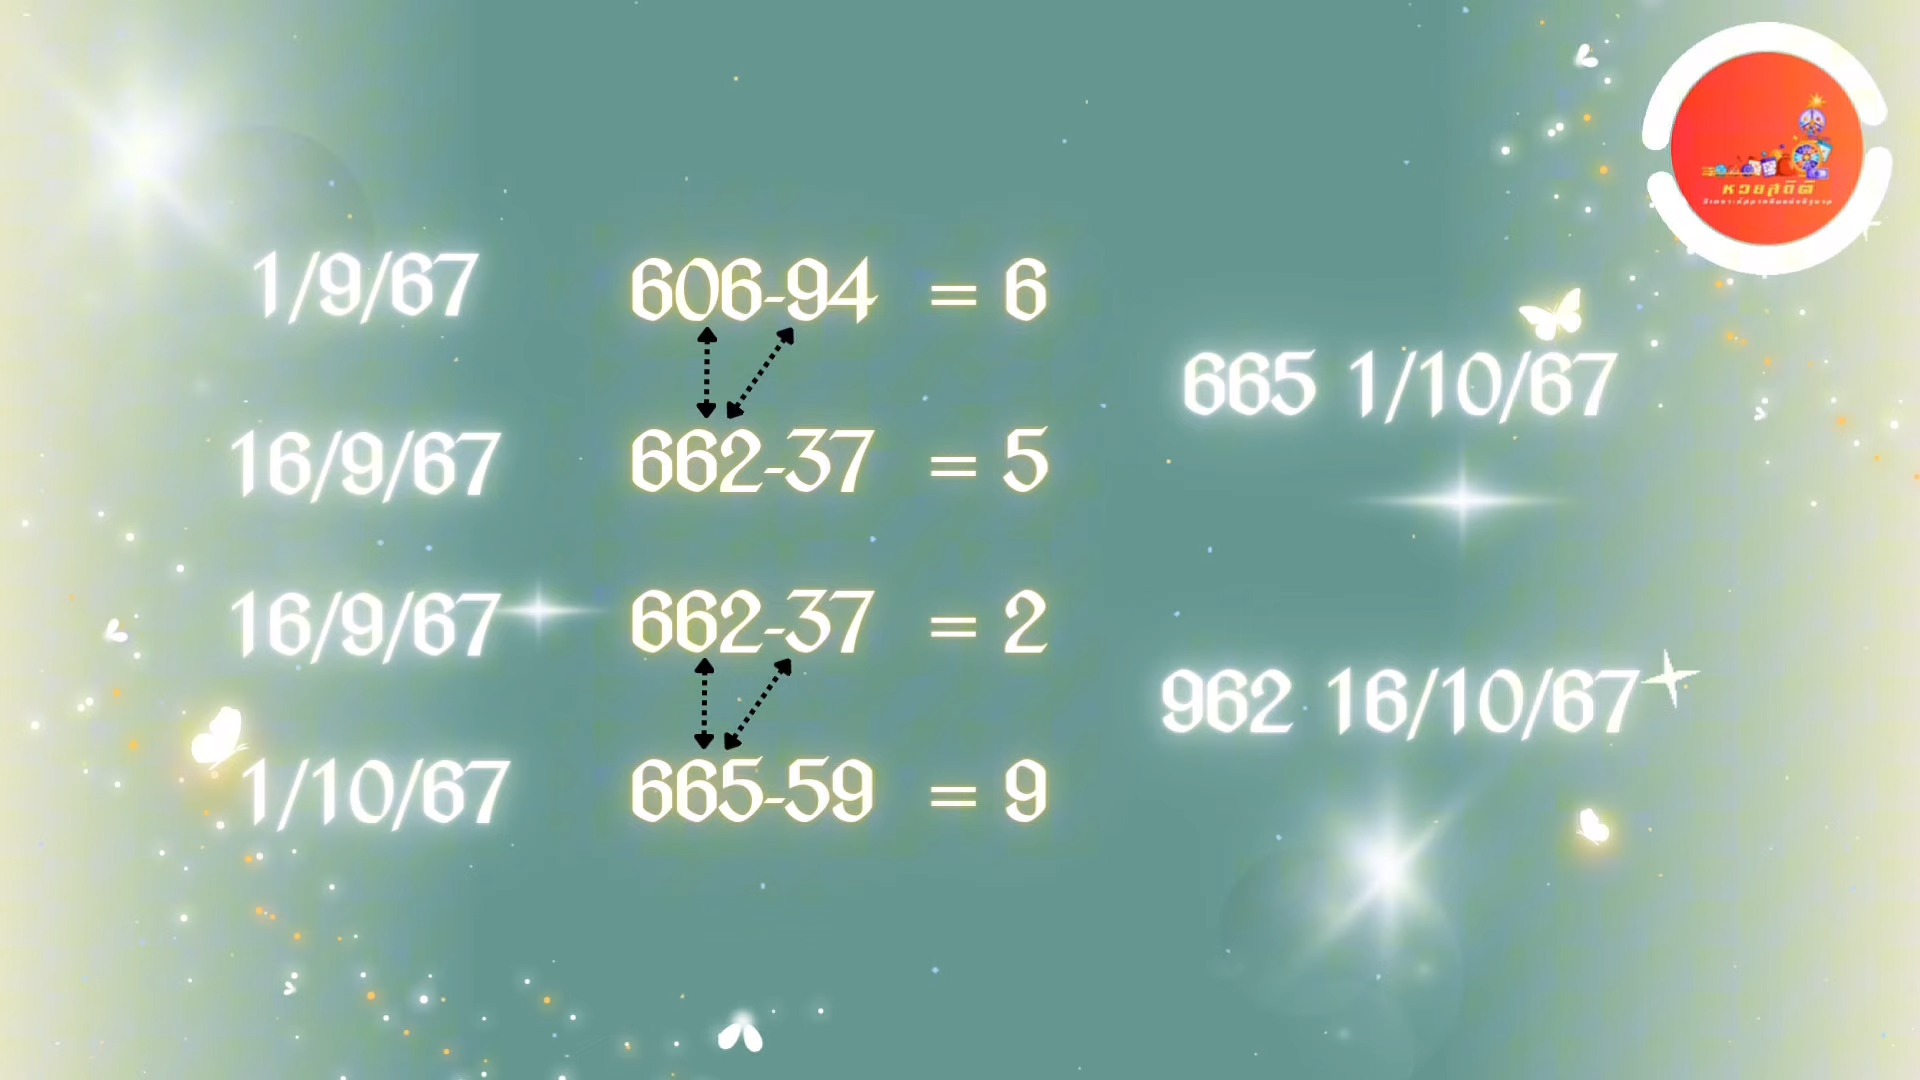 หวยสถิติ
1/9/67 606-94 = 6
665 1/10/67
16/9/67 662-37 = 5
16/9/67 662-37 = 2
962 16/10/67
1/10/67 665-59 = 9